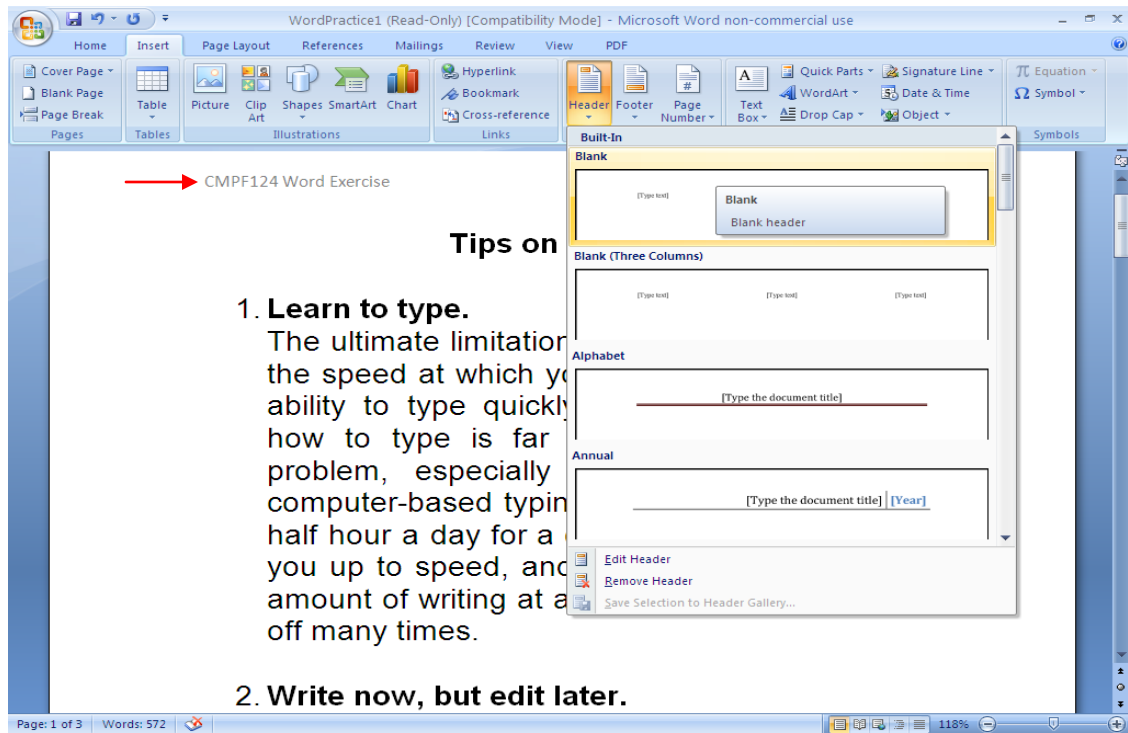 WordPractice1 (Read-Only) [Compatibility Mode] - Microsoft Word non-commercial use
Home Insert Page Layout References Mailings Review View PDF
Cover Page
Blank Page
Page Break
Pages
Table
Tables
Picture Clip Art Shapes SmartArt Chart
Illustrations
Hyperlink
Bookmark
Cross-reference
Links
Header Footer Page Number
Text Box
Quick Parts
WordArt
Drop Cap
Signature Line
Date & Time
Object
π Equation
Ω Symbol
Symbols
Built-In
Blank
[Type text]
Blank
Blank header
Blank (Three Columns)
[Type text] [Type text] [Type text]
Alphabet
[Type the document title]
Annual
[Type the document title] [Year]
Edit Header
Remove Header
Save Selection to Header Gallery...
CMPF124 Word Exercise
Tips on
1. Learn to type.
The ultimate limitation
the speed at which yo
ability to type quickly
how to type is far
problem, especially
computer-based typin
half hour a day for a
you up to speed, and
amount of writing at a
off many times.
2. Write now, but edit later.
Page: 1 of 3 Words: 572 118%